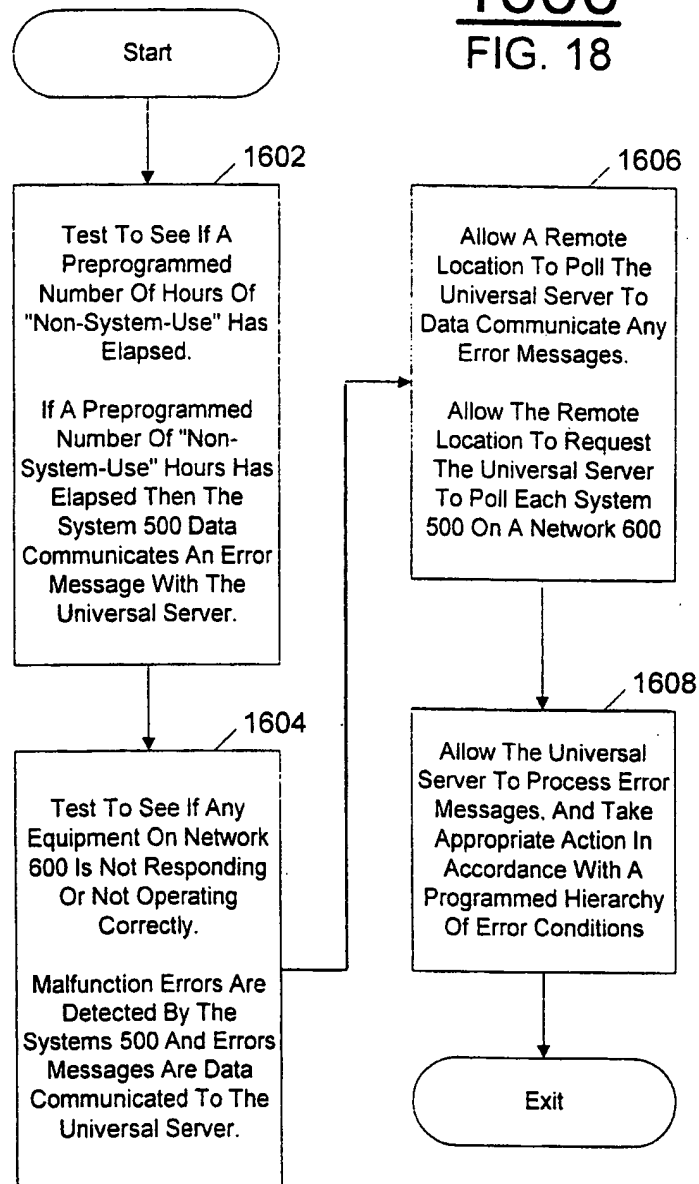 FIG. 18
Start
1602
Test To See If A
Preprogrammed
Number Of Hours Of
"Non-System-Use" Has
Elapsed.
If A Preprogrammed
Number Of "Non-
System-Use" Hours Has
Elapsed Then The
System 500 Data
Communicates An Error
Message With The
Universal Server.
1604
Test To See If Any
Equipment On Network
600 Is Not Responding
Or Not Operating
Correctly.
Malfunction Errors Are
Detected By The
Systems 500 And Errors
Messages Are Data
Communicated To The
Universal Server.
1606
Allow A Remote
Location To Poll The
Universal Server To
Data Communicate Any
Error Messages.
Allow The Remote
Location To Request
The Universal Server
To Poll Each System
500 On A Network 600
1608
Allow The Universal
Server To Process Error
Messages, And Take
Appropriate Action In
Accordance With A
Programmed Hierarchy
Of Error Conditions
Exit